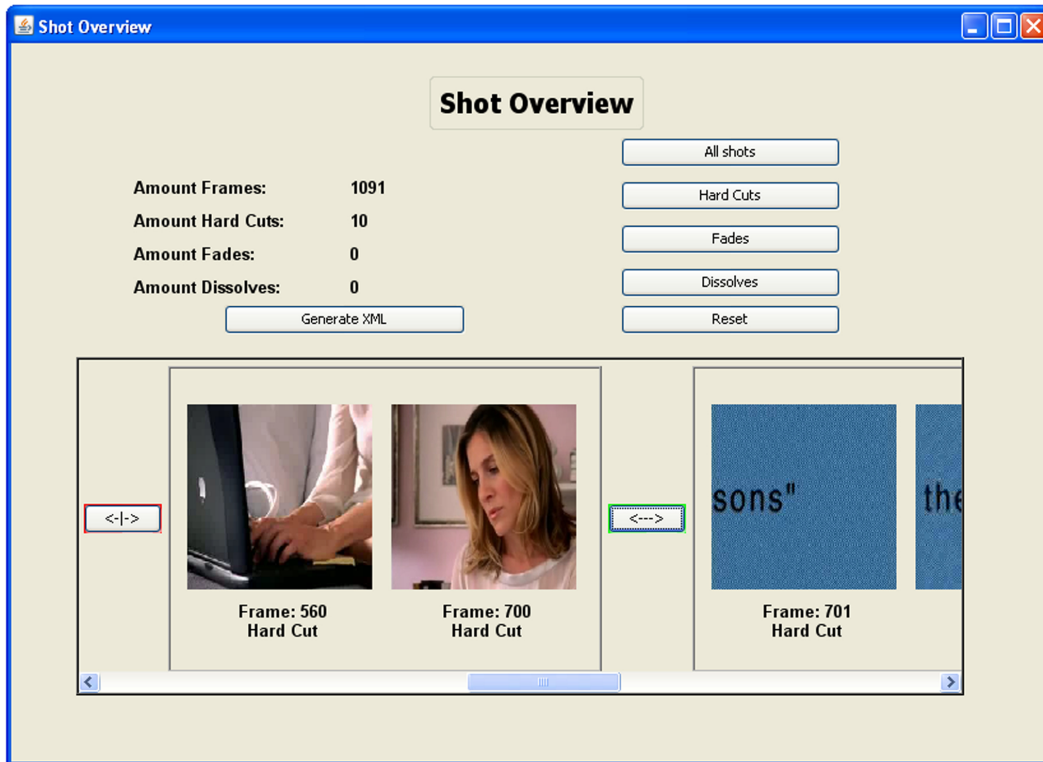 Shot Overview
Shot Overview
All shots
Amount Frames: 1091
Hard Cuts
Amount Hard Cuts: 10
Fades
Amount Fades: 0
Dissolves
Amount Dissolves: 0
Generate XML
Reset
sons"
the
<-|->
<--->
Frame: 560
Hard Cut
Frame: 700
Hard Cut
Frame: 701
Hard Cut